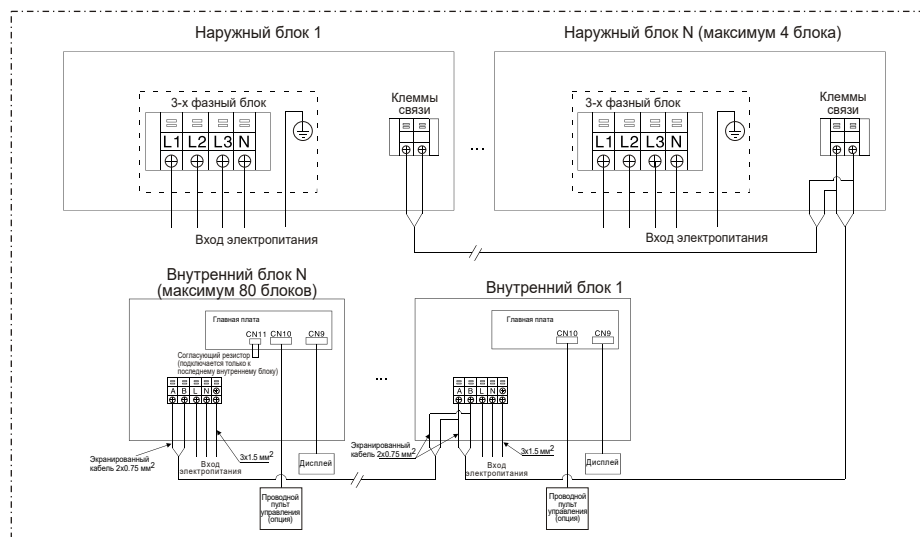 Наружный блок 1
Наружный блок N (максимум 4 блока)
3-х фазный блок
Клеммы
связи
L1 L2 L3 N
Вход электропитания
...
3-х фазный блок
Клеммы
связи
L1 L2 L3 N
Вход электропитания
Внутренний блок N
(максимум 80 блоков)
Главная плата
CN11 CN10 CN9
Согласующий резистор
(подключается только к
последнему внутреннему блоку)
A B L N
Экранированный
кабель 2x0.75 мм2
Вход
электропитания
3x1.5 мм2
Дисплей
Проводной
пульт
управления
(опция)
...
Внутренний блок 1
Главная плата
CN10 CN9
A B L N
Экранированный
кабель 2x0.75 мм2
Вход
электропитания
3x1.5 мм2
Дисплей
Проводной
пульт
управления
(опция)